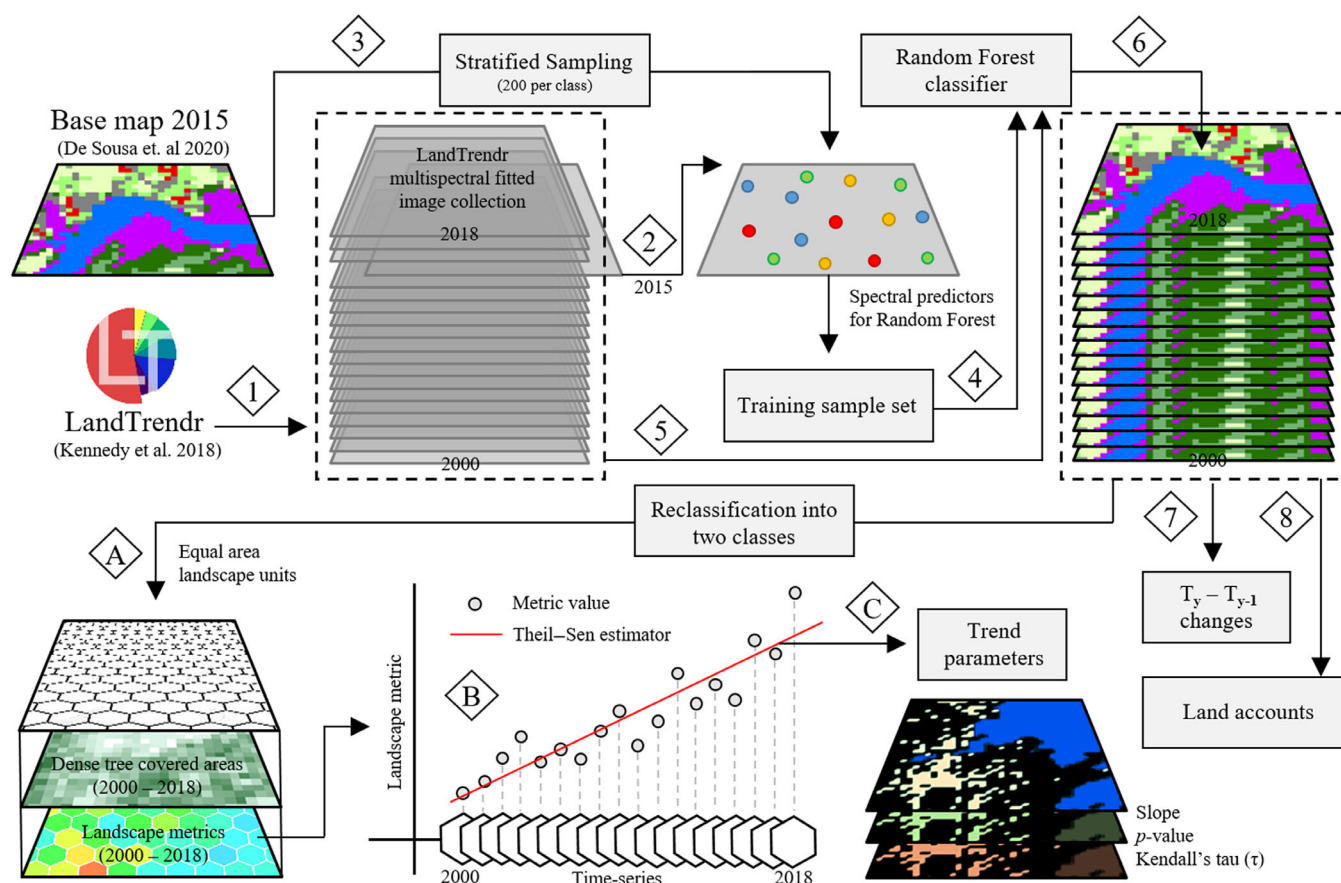 3
Stratified Sampling
(200 per class)
Random Forest
classifier
6
Base map 2015
(De Sousa et. al 2020)
LandTrendr
multispectral fitted
image collection
2018
2
2015
2018
Spectral predictors
for Random Forest
LT
1
LandTrendr
(Kennedy et al. 2018)
Training sample set
4
5
2000
2000
Reclassification into
two classes
7
8
A
Equal area
landscape units
Metric value
Theil–Sen estimator
C
Trend
parameters
T_y – T_y-1
changes
B
Landscape metric
Land accounts
Dense tree covered areas
(2000 – 2018)
Landscape metrics
(2000 – 2018)
Slope
p-value
Kendall's tau (τ)
2000
Time-series
2018